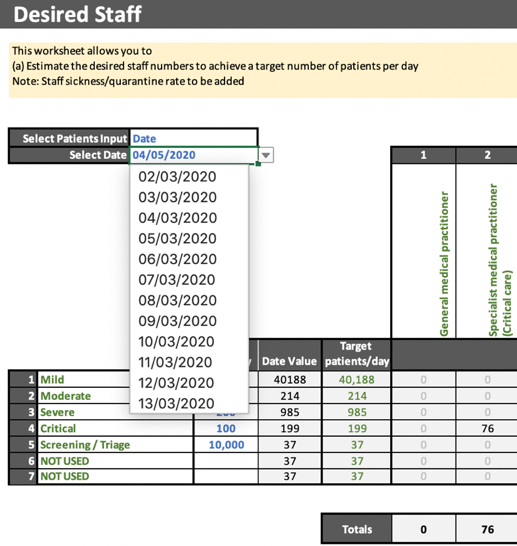 Desired Staff
This worksheet allows you to
(a) Estimate the desired staff numbers to achieve a target number of patients per day
Note: Staff sickness/quarantine rate to be added
Select Patients Input Date
Select Date 04/05/2020
1 2
02/03/2020
03/03/2020
04/03/2020
05/03/2020
06/03/2020
07/03/2020
08/03/2020
09/03/2020
10/03/2020
11/03/2020
12/03/2020
13/03/2020
General medical practitioner
Specialist medical practitioner
(Critical care)
Date Value
Target
patients/day
1 Mild 40188 40,188 0 0
2 Moderate 214 214 0 0
3 Severe 985 985 0 0
4 Critical 100 199 199 0 76
5 Screening / Triage 10,000 37 37 0 0
6 NOT USED 37 37 0 0
7 NOT USED 37 37 0 0
Totals 0 76